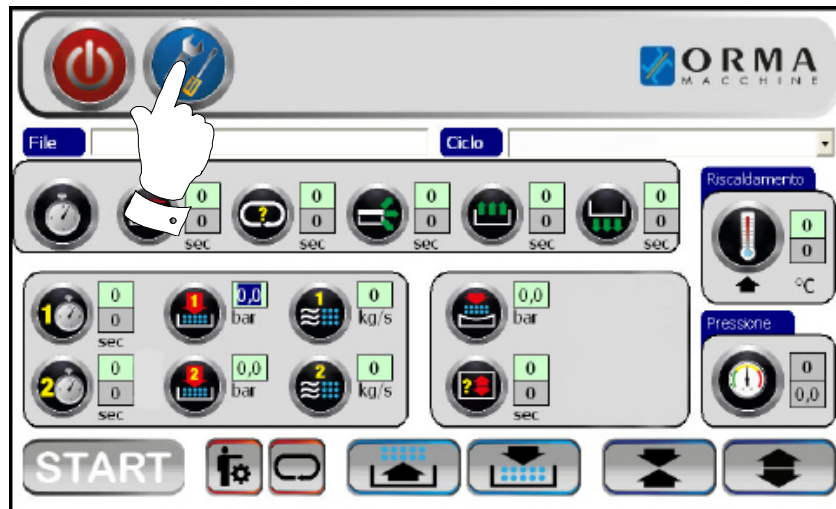 ORMA
MACCHINE
File
Ciclo
Riscaldamento
0 0 0 0 0
? 0 0 0 0 0
sec sec sec sec sec
0
0
°C
1 0 1 0,0 1 0
0 bar kg/s
sec
0,0
bar
Pressione
2 0 2 0,0 2 0
0 bar kg/s
sec
? 0
0
sec
0
0,0
START